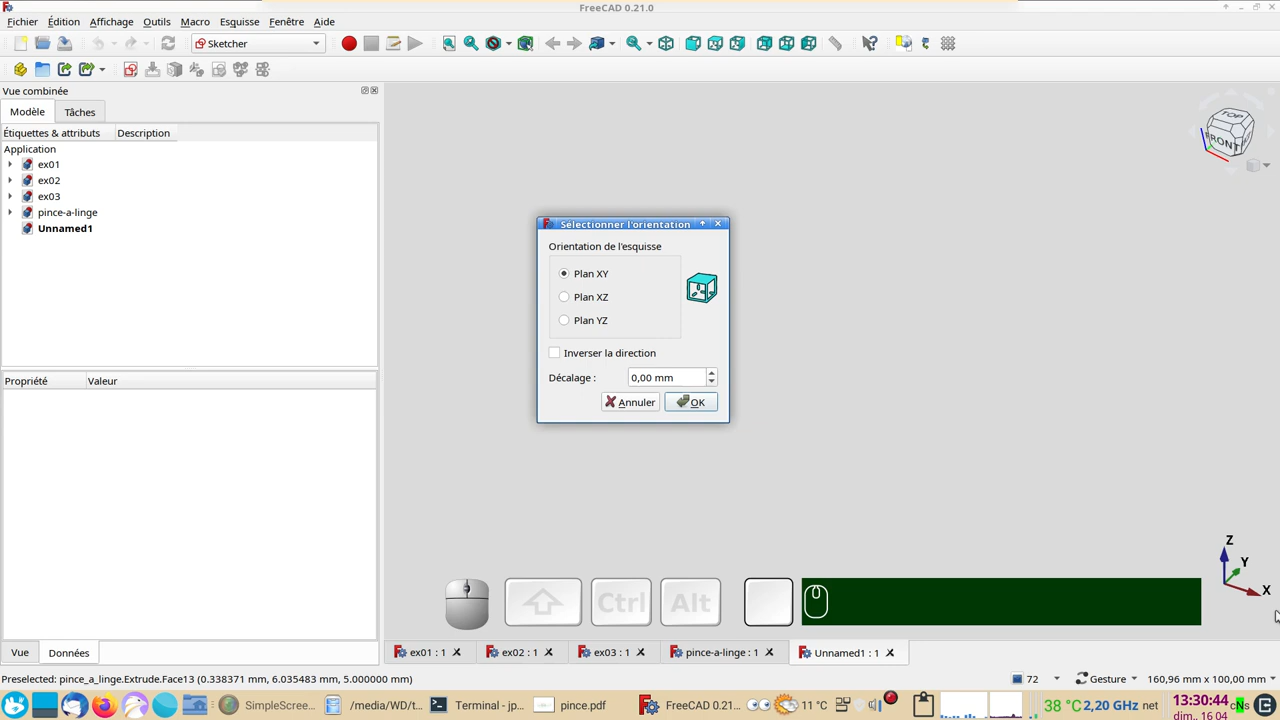 FreeCAD 0.21.0
Fichier Édition Affichage Outils Macro Esquisse Fenêtre Aide
Sketcher
Vue combinée
Modèle Tâches
Étiquettes & attributs Description
Application
ex01
ex02
ex03
pince-a-linge
Unnamed1
Propriété Valeur
Vue Données
TOP
FRONT
Sélectionner l'orientation
Orientation de l'esquisse
Plan XY
Plan XZ
Plan YZ
Inverser la direction
Décalage : 0,00 mm
Annuler OK
Z
Y
X
Ctrl Alt
ex01 : 1 ex02 : 1 ex03 : 1 pince-a-linge : 1 Unnamed1 : 1
Preselected: pince_a_linge.Extrude.Face13 (0.338371 mm, 6.035483 mm, 5.000000 mm) 72 Gesture 160,96 mm x 100,00 mm
SimpleScree... /media/WD/t... Terminal - jp... pince.pdf FreeCAD 0.21... 11 °C 38 °C 2,20 GHz net 13:30:44
dim., 16 04